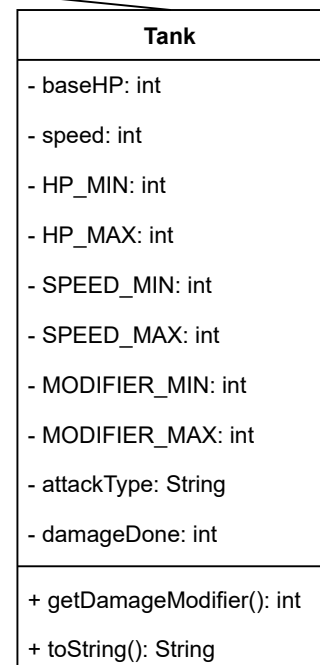 Tank
- baseHP: int
- speed: int
- HP_MIN: int
- HP_MAX: int
- SPEED_MIN: int
- SPEED_MAX: int
- MODIFIER_MIN: int
- MODIFIER_MAX: int
- attackType: String
- damageDone: int
+ getDamageModifier(): int
+ toString(): String